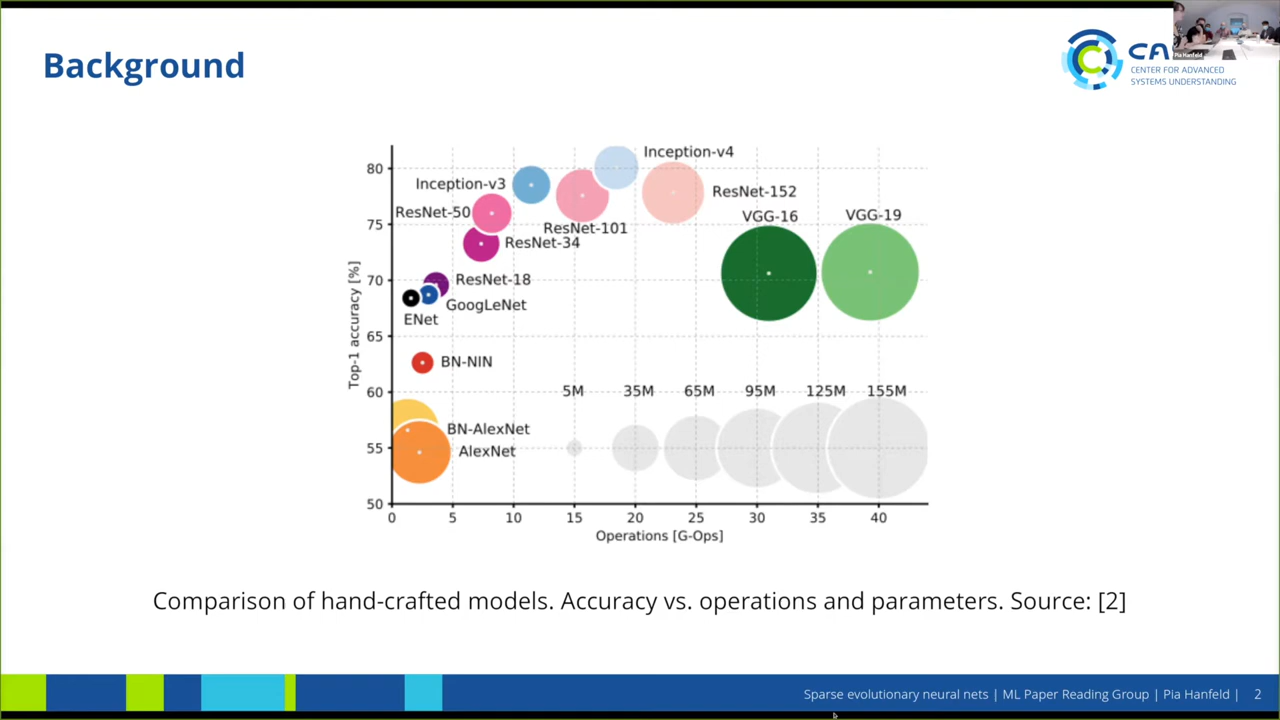 Background
CA
CENTER FOR ADVANCED
SYSTEMS UNDERSTANDING
Pia Hanfeld
Top-1 accuracy [%]
80
75
70
65
60
55
50
Inception-v4
Inception-v3
ResNet-152
ResNet-50
VGG-16
VGG-19
ResNet-101
ResNet-34
ResNet-18
GoogLeNet
ENet
BN-NIN
5M 35M 65M 95M 125M 155M
BN-AlexNet
AlexNet
0 5 10 15 20 25 30 35 40
Operations [G-Ops]
Comparison of hand-crafted models. Accuracy vs. operations and parameters. Source: [2]
Sparse evolutionary neural nets | ML Paper Reading Group | Pia Hanfeld | 2